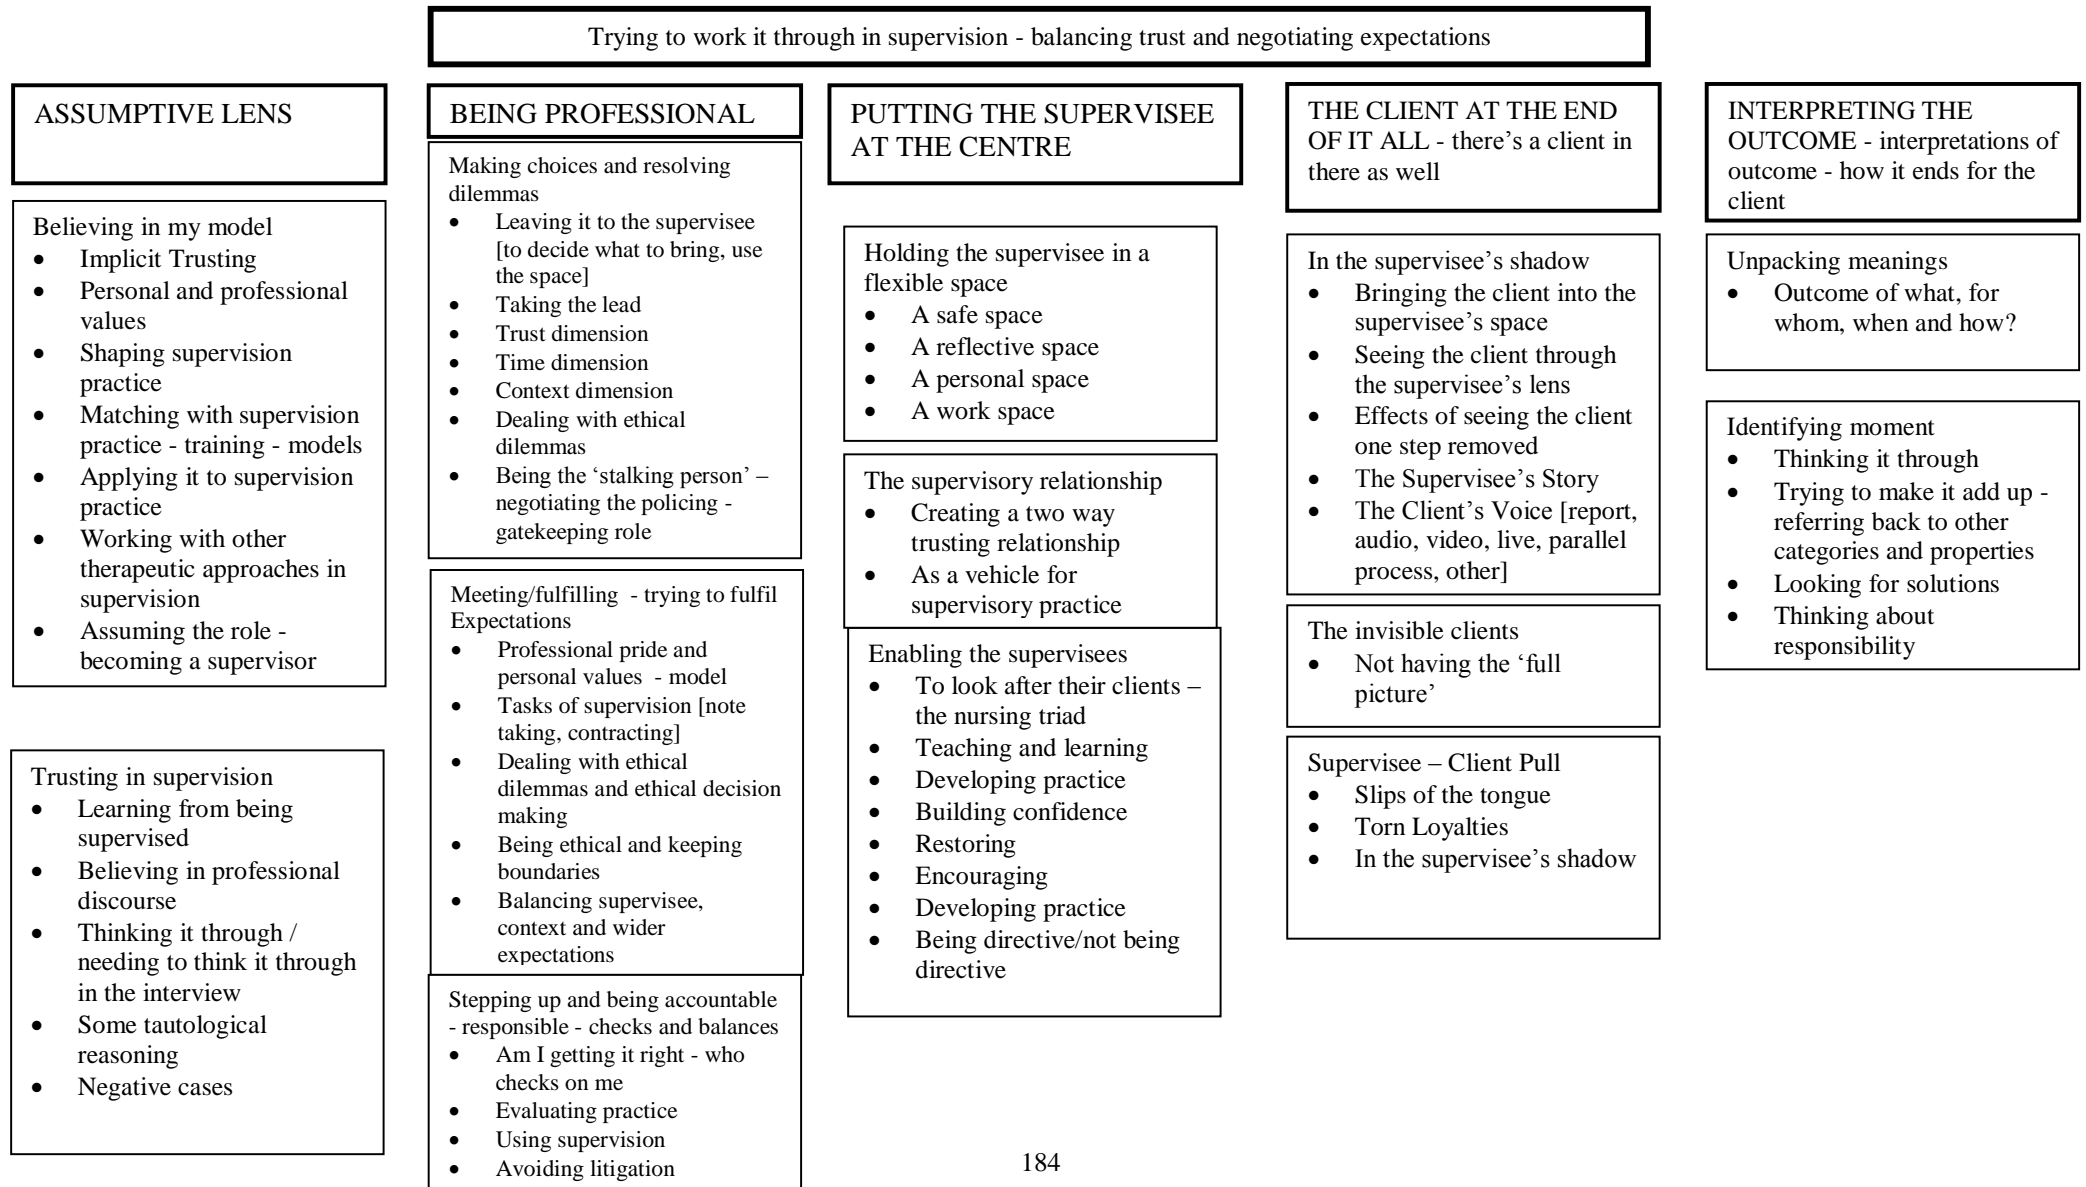 Trying to work it through in supervision - balancing trust and negotiating expectations
ASSUMPTIVE LENS
Believing in my model
• Implicit Trusting
• Personal and professional
values
• Shaping supervision
practice
• Matching with supervision
practice - training - models
• Applying it to supervision
practice
• Working with other
therapeutic approaches in
supervision
• Assuming the role -
becoming a supervisor
Trusting in supervision
• Learning from being
supervised
• Believing in professional
discourse
• Thinking it through /
needing to think it through
in the interview
• Some tautological
reasoning
• Negative cases
BEING PROFESSIONAL
Making choices and resolving
dilemmas
• Leaving it to the supervisee
[to decide what to bring, use
the space]
• Taking the lead
• Trust dimension
• Time dimension
• Context dimension
• Dealing with ethical
dilemmas
• Being the ‘stalking person’ –
negotiating the policing -
gatekeeping role
Meeting/fulfilling - trying to fulfil
Expectations
• Professional pride and
personal values - model
• Tasks of supervision [note
taking, contracting]
• Dealing with ethical
dilemmas and ethical decision
making
• Being ethical and keeping
boundaries
• Balancing supervisee,
context and wider
expectations
Stepping up and being accountable
- responsible - checks and balances
• Am I getting it right - who
checks on me
• Evaluating practice
• Using supervision
• Avoiding litigation
PUTTING THE SUPERVISEE
AT THE CENTRE
Holding the supervisee in a
flexible space
• A safe space
• A reflective space
• A personal space
• A work space
The supervisory relationship
• Creating a two way
trusting relationship
• As a vehicle for
supervisory practice
Enabling the supervisees
• To look after their clients –
the nursing triad
• Teaching and learning
• Developing practice
• Building confidence
• Restoring
• Encouraging
• Developing practice
• Being directive/not being
directive
THE CLIENT AT THE END
OF IT ALL - there’s a client in
there as well
In the supervisee’s shadow
• Bringing the client into the
supervisee’s space
• Seeing the client through
the supervisee’s lens
• Effects of seeing the client
one step removed
• The Supervisee’s Story
• The Client’s Voice [report,
audio, video, live, parallel
process, other]
The invisible clients
• Not having the ‘full
picture’
Supervisee – Client Pull
• Slips of the tongue
• Torn Loyalties
• In the supervisee’s shadow
INTERPRETING THE
OUTCOME - interpretations of
outcome - how it ends for the
client
Unpacking meanings
• Outcome of what, for
whom, when and how?
Identifying moment
• Thinking it through
• Trying to make it add up -
referring back to other
categories and properties
• Looking for solutions
• Thinking about
responsibility
184